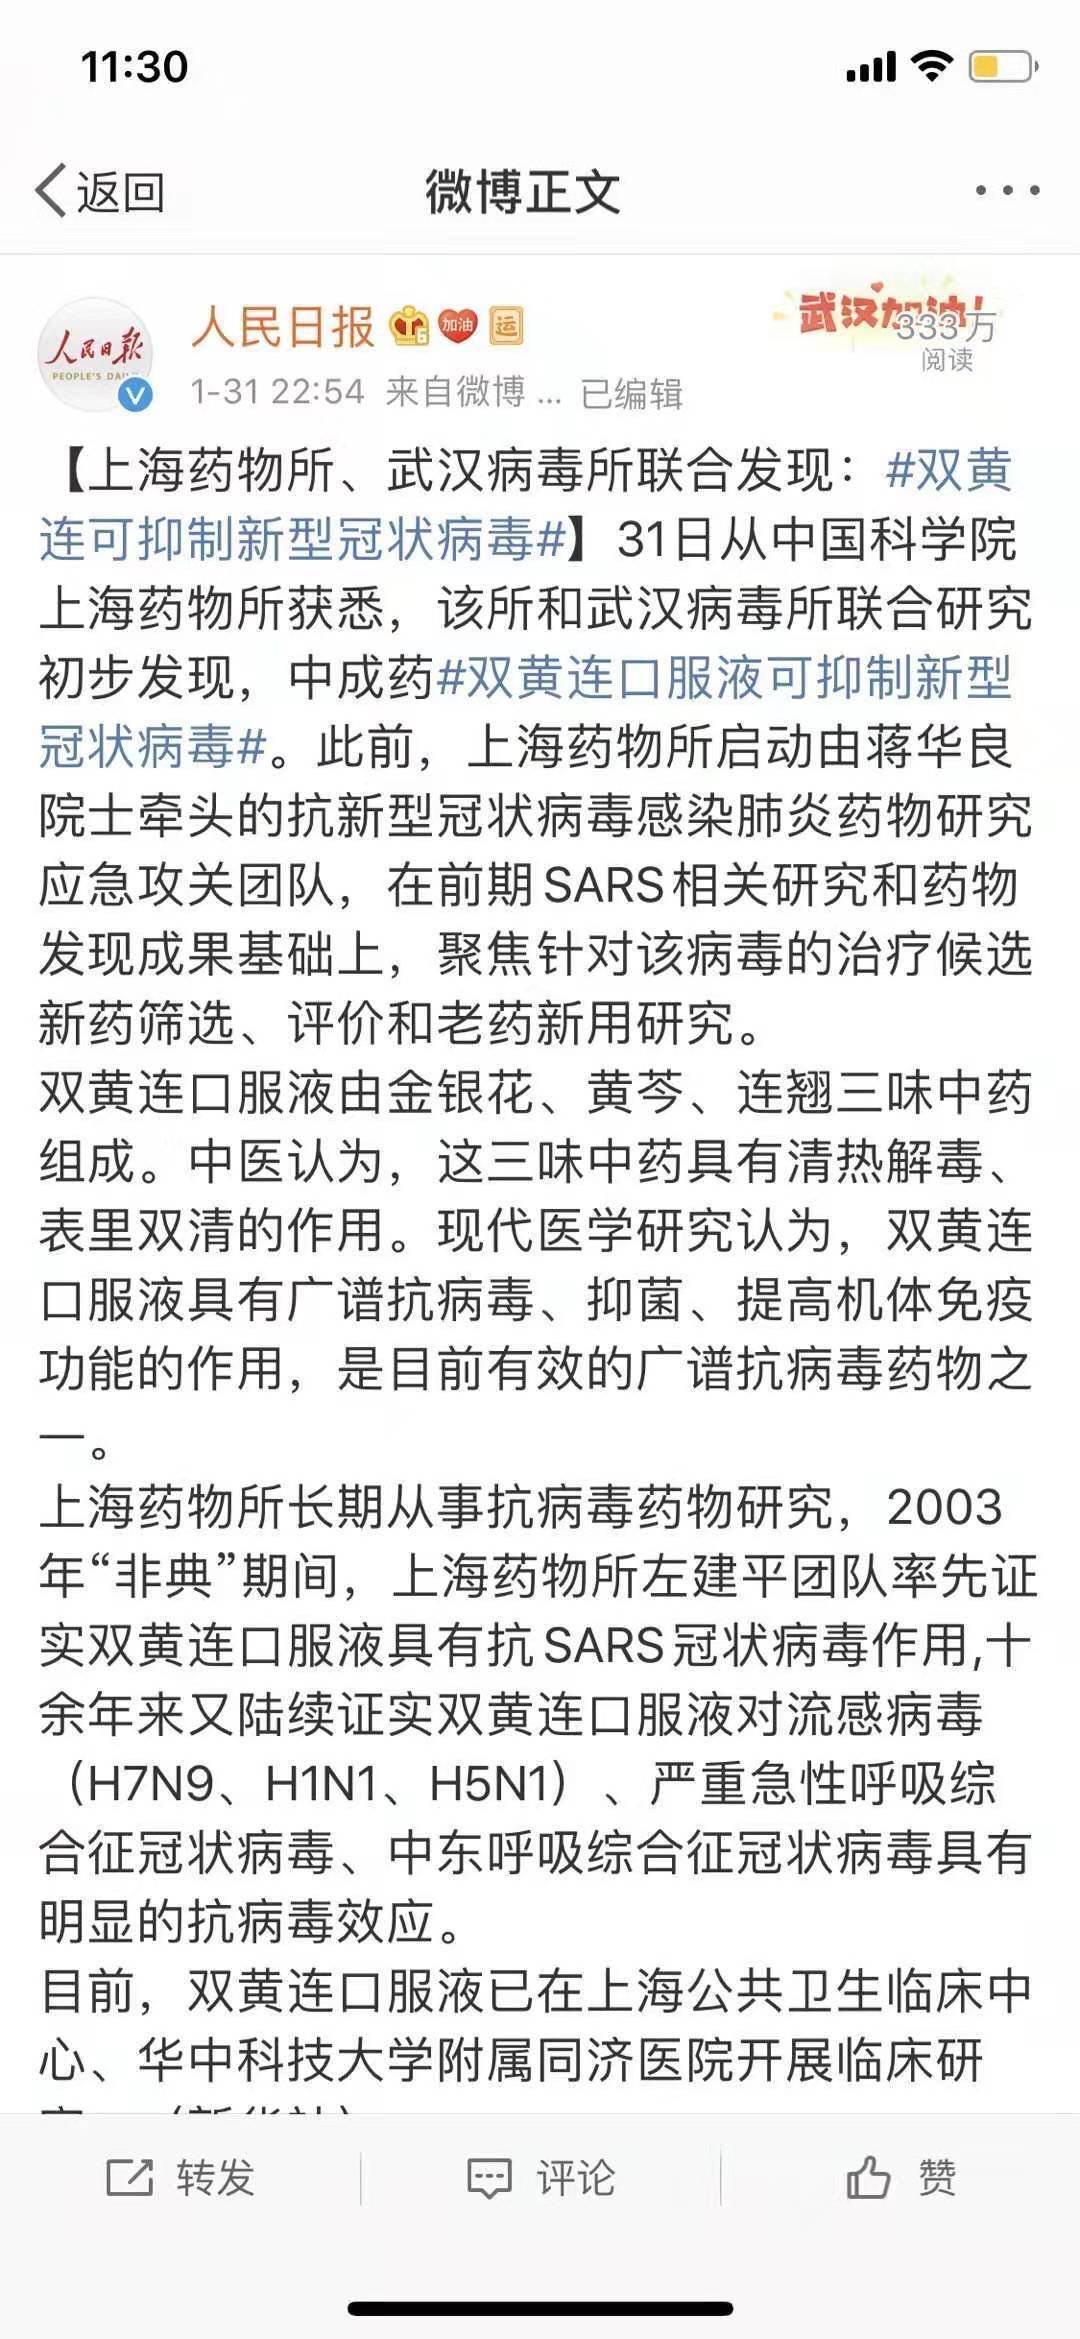 11:30
返回
微博正文
人民日报 加油 运
武汉加油!
333万
阅读
人民日报
PEOPLE'S DAILY
1-31 22:54 来自微博 ... 已编辑
【上海药物所、武汉病毒所联合发现：#双黄
连可抑制新型冠状病毒#】31日从中国科学院
上海药物所获悉，该所和武汉病毒所联合研究
初步发现，中成药#双黄连口服液可抑制新型
冠状病毒#。此前，上海药物所启动由蒋华良
院士牵头的抗新型冠状病毒感染肺炎药物研究
应急攻关团队，在前期SARS相关研究和药物
发现成果基础上，聚焦针对该病毒的治疗候选
新药筛选、评价和老药新用研究。
双黄连口服液由金银花、黄芩、连翘三味中药
组成。中医认为，这三味中药具有清热解毒、
表里双清的作用。现代医学研究认为，双黄连
口服液具有广谱抗病毒、抑菌、提高机体免疫
功能的作用，是目前有效的广谱抗病毒药物之
一。
上海药物所长期从事抗病毒药物研究，2003
年“非典”期间，上海药物所左建平团队率先证
实双黄连口服液具有抗SARS冠状病毒作用,十
余年来又陆续证实双黄连口服液对流感病毒
（H7N9、H1N1、H5N1）、严重急性呼吸综
合征冠状病毒、中东呼吸综合征冠状病毒具有
明显的抗病毒效应。
目前，双黄连口服液已在上海公共卫生临床中
心、华中科技大学附属同济医院开展临床研
转发
评论
赞